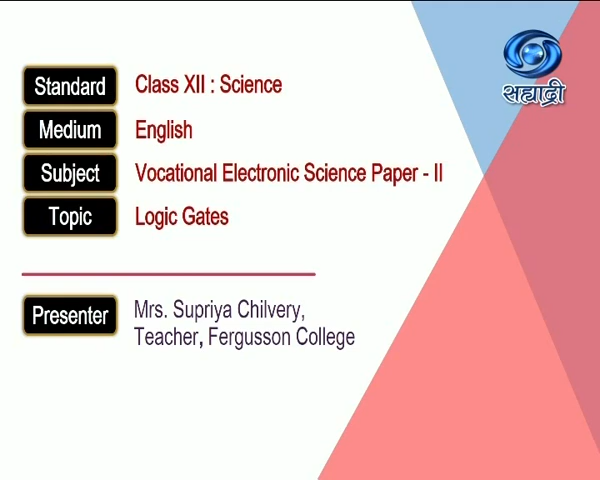 सह्याद्री
Standard Class XII : Science
Medium English
Subject Vocational Electronic Science Paper - II
Topic Logic Gates
Presenter Mrs. Supriya Chilvery,
Teacher, Fergusson College